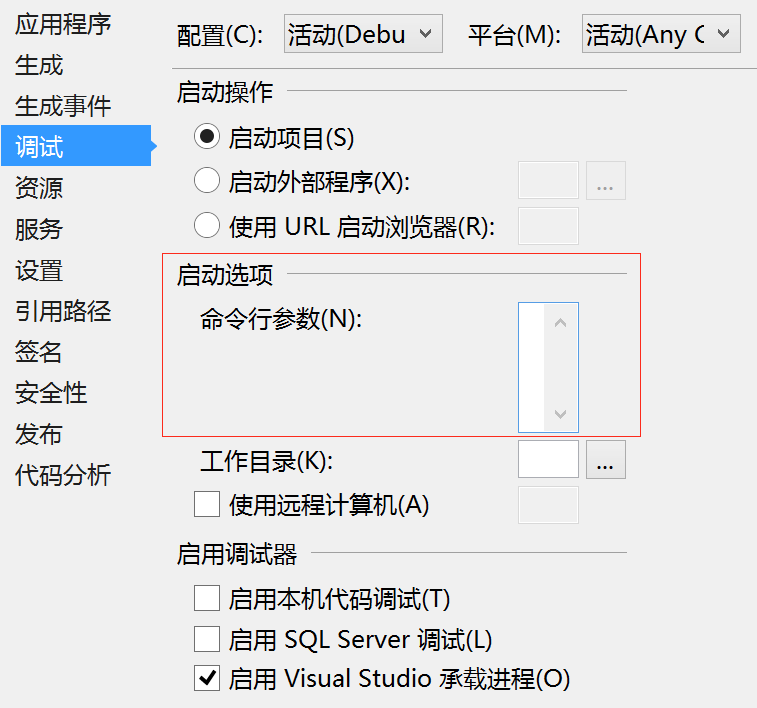 应用程序
生成
生成事件
调试
资源
服务
设置
引用路径
签名
安全性
发布
代码分析
配置(C): 活动(Debu 平台(M): 活动(Any C
启动操作
启动项目(S)
启动外部程序(X): ...
使用 URL 启动浏览器(R):
启动选项
命令行参数(N):
工作目录(K): ...
使用远程计算机(A)
启用调试器
启用本机代码调试(T)
启用 SQL Server 调试(L)
启用 Visual Studio 承载进程(O)